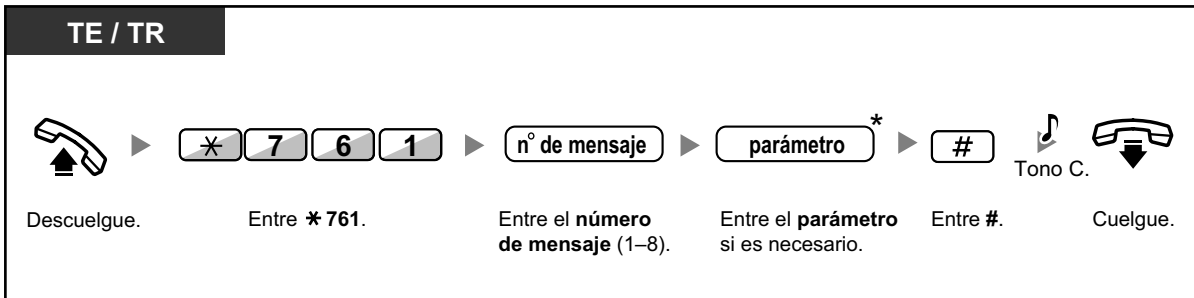 TE / TR
✳ 7 6 1 n° de mensaje parámetro * #
Tono C.
Descuelgue. Entre ✳ 761. Entre el número Entre el parámetro Entre #. Cuelgue.
de mensaje (1–8). si es necesario.